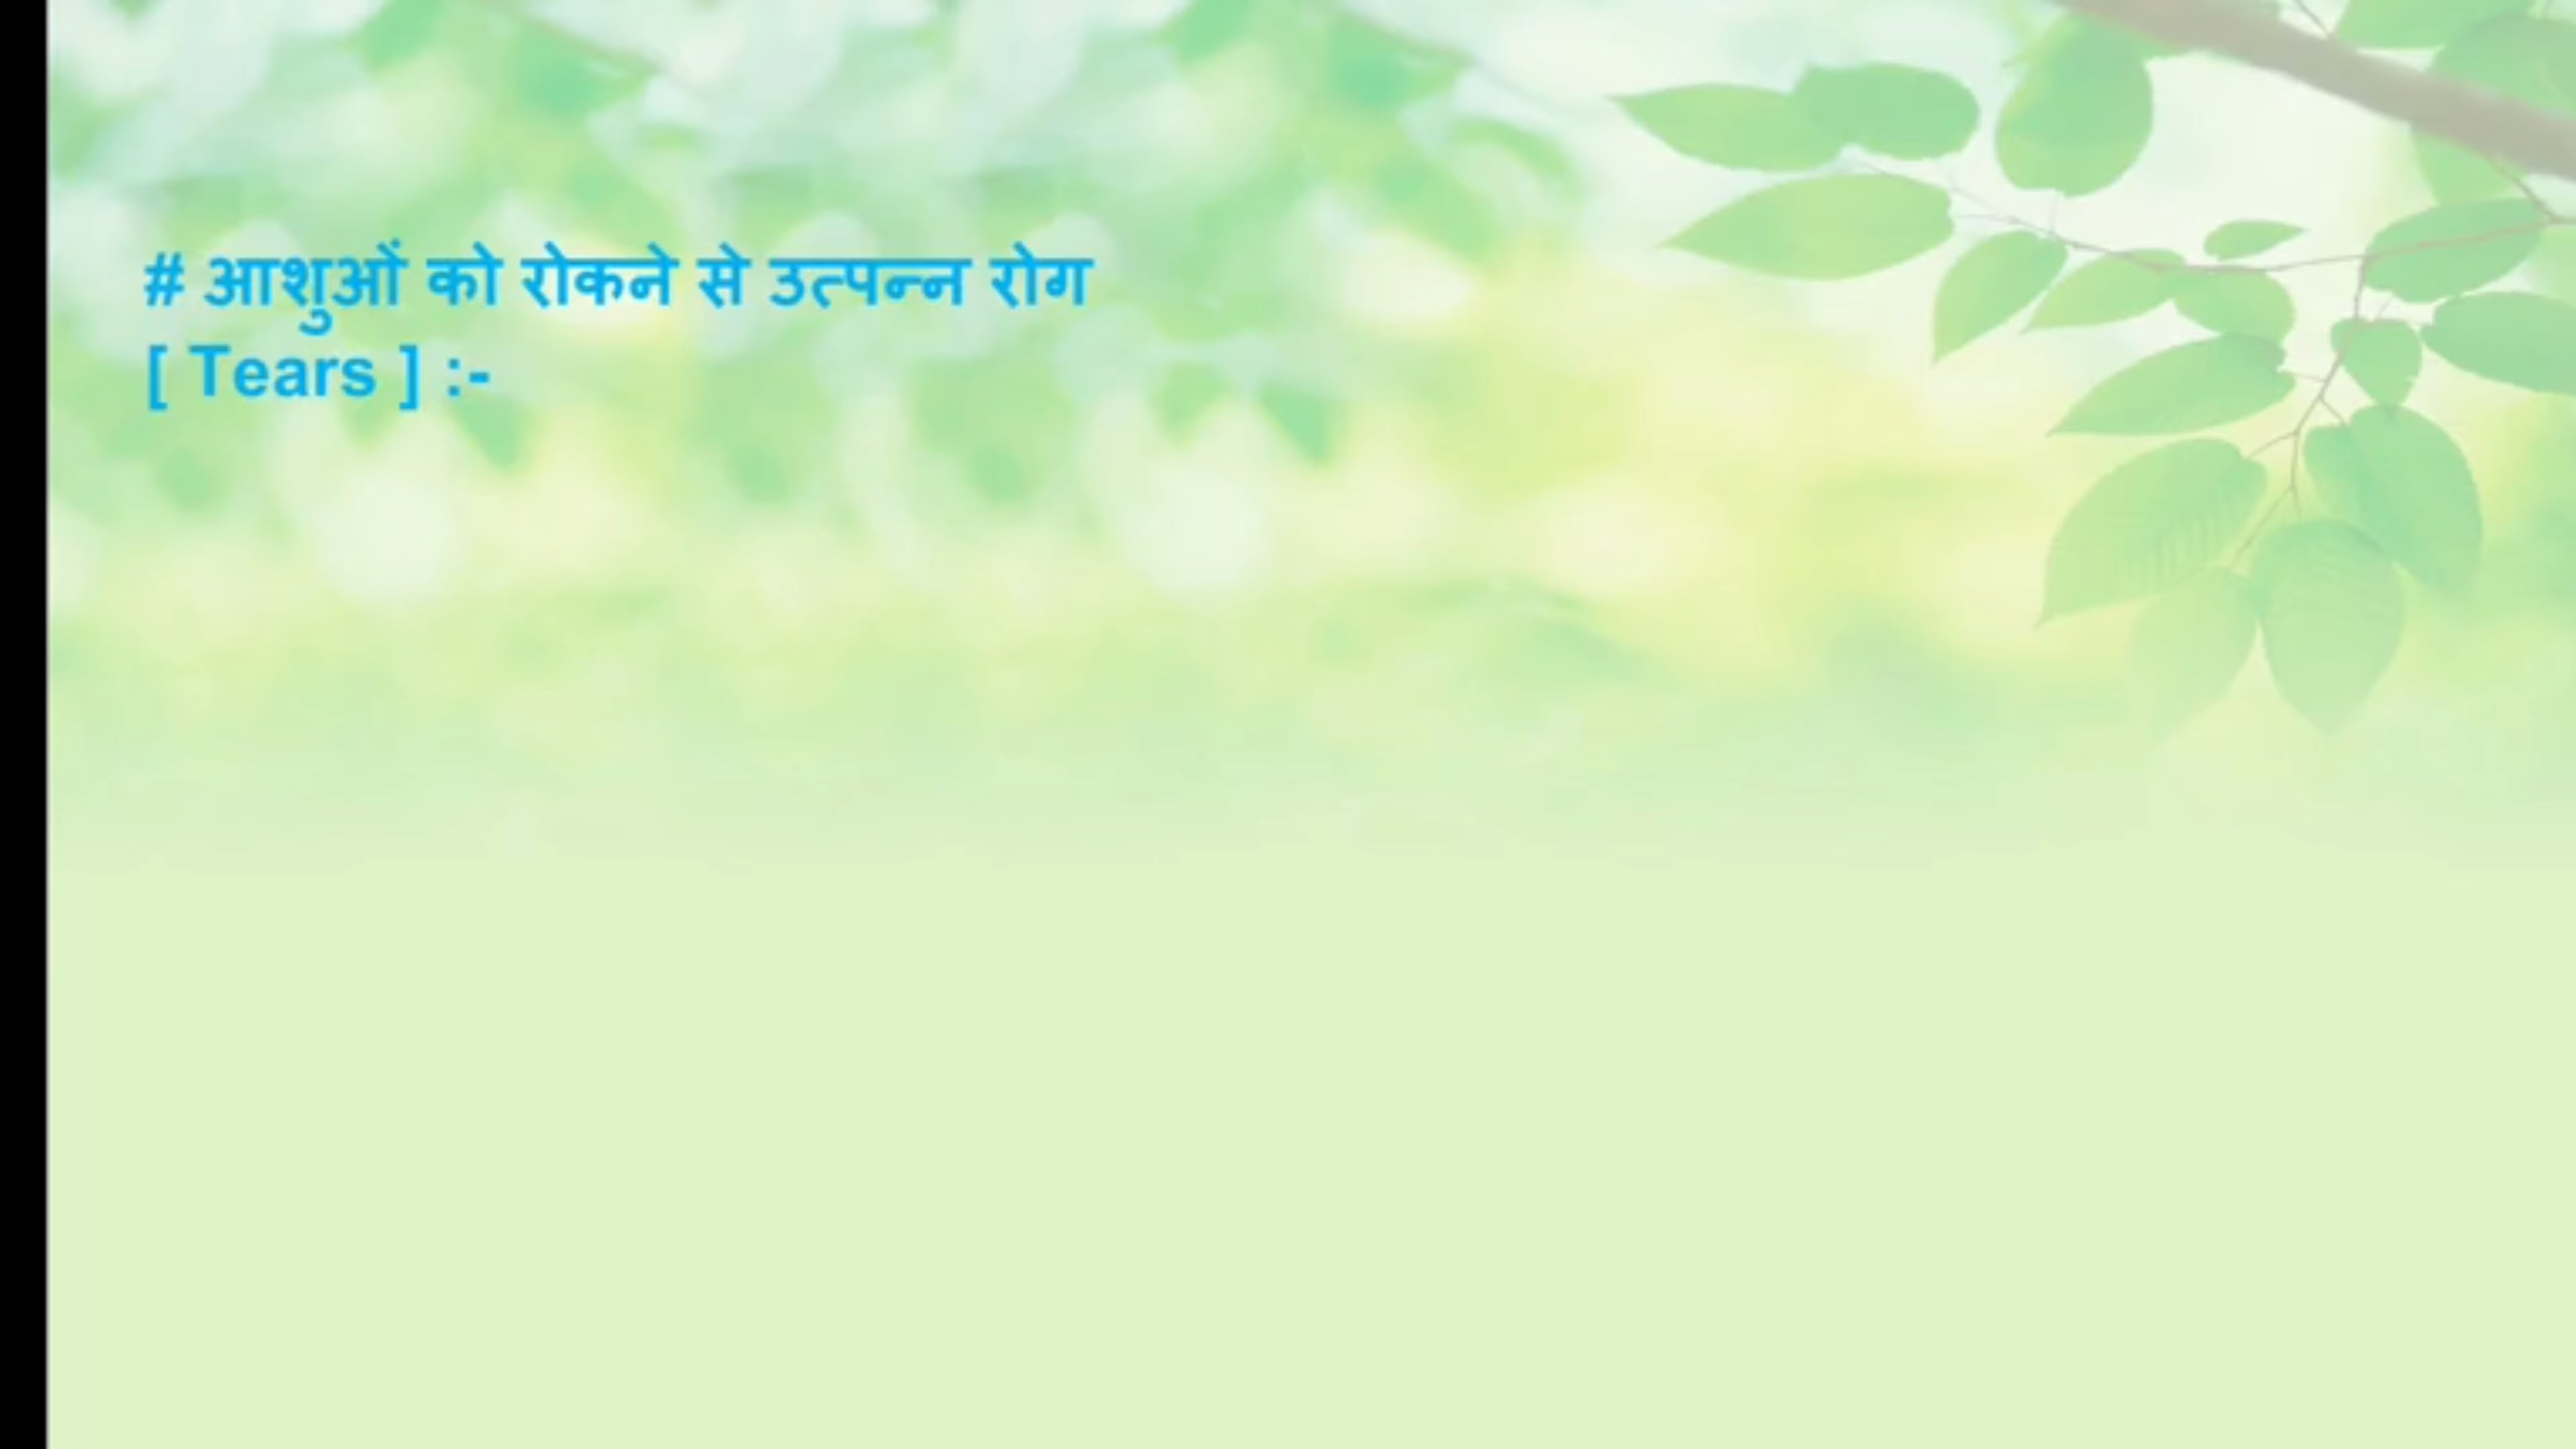 # आशुओं को रोकने से उत्पन्न रोग
[ Tears ] :-